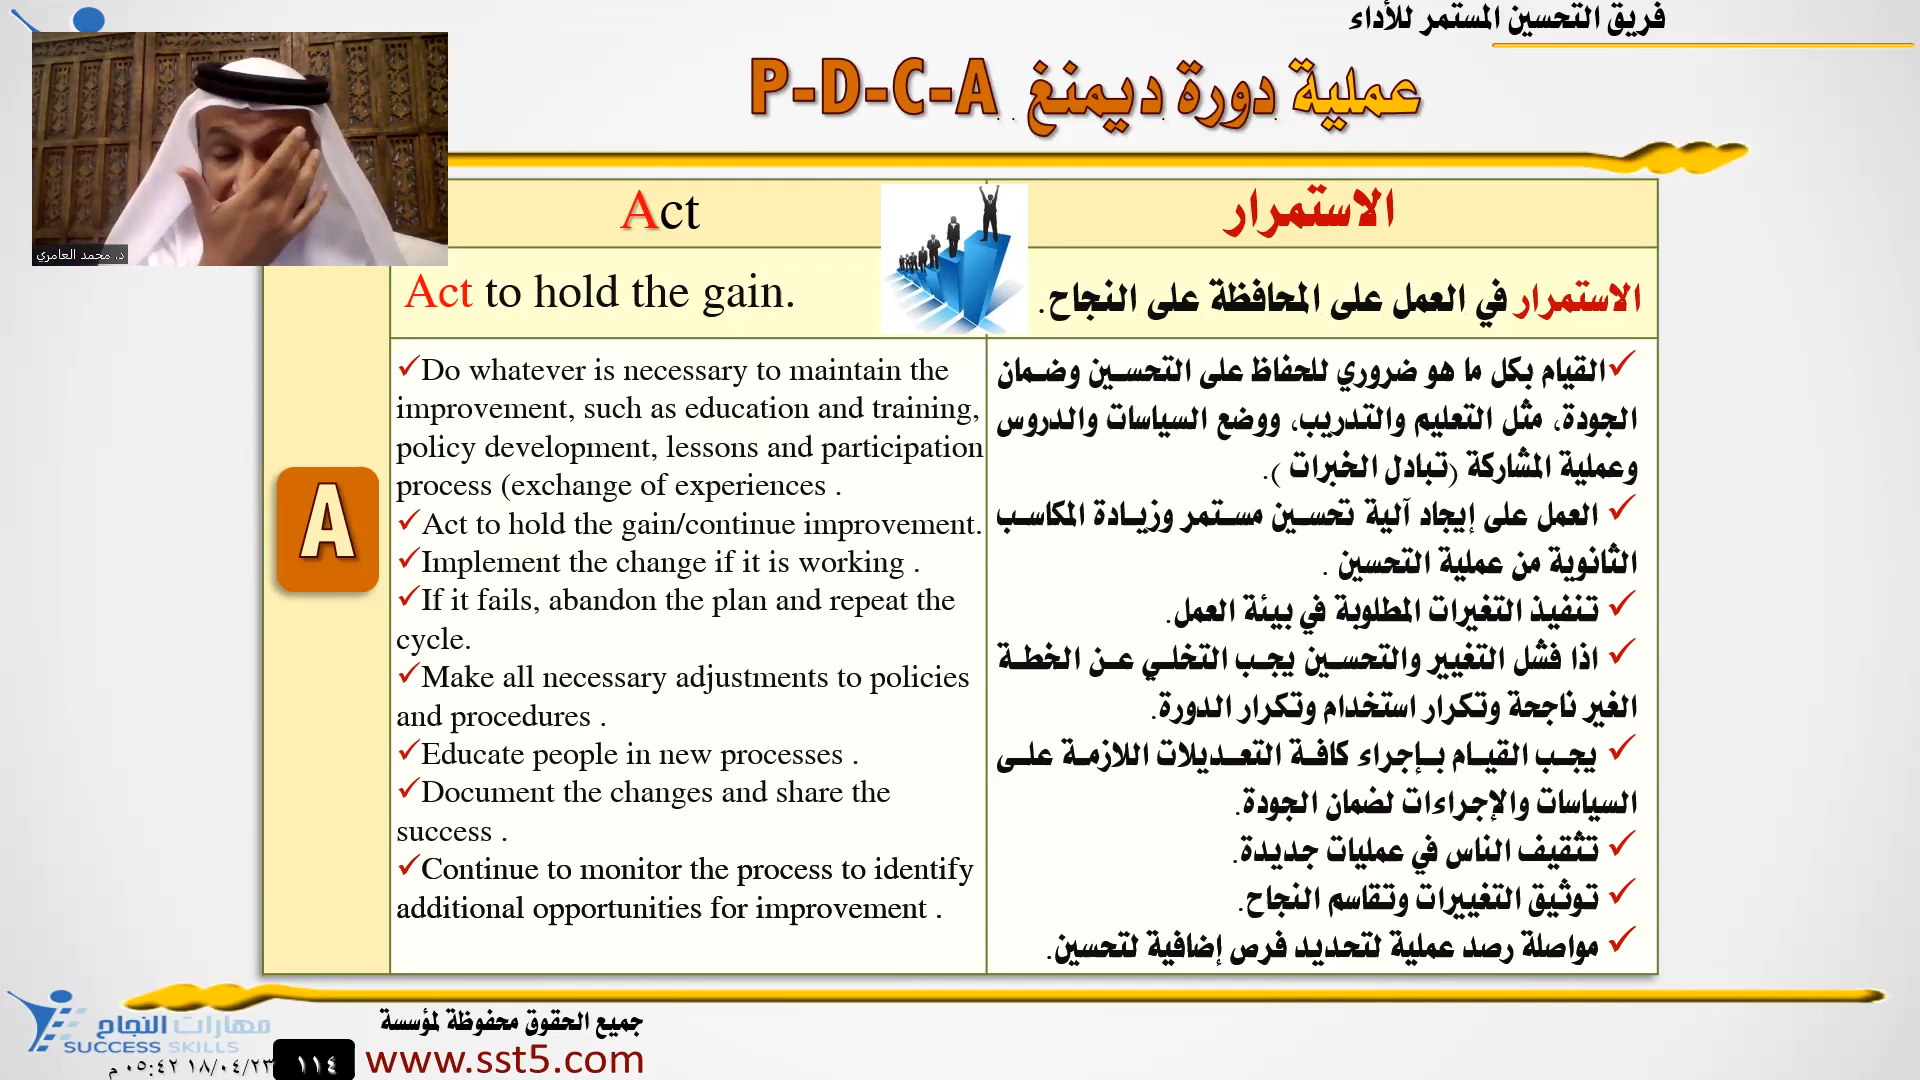 فريق التحسين المستمر للأداء
عملية دورة ديمنغ P-D-C-A
د. محمد العامري
Act
الاستمرار
Act to hold the gain.
الاستمرار في العمل على المحافظة على النجاح.
A
✓Do whatever is necessary to maintain the
improvement, such as education and training,
policy development, lessons and participation
process (exchange of experiences .
✓Act to hold the gain/continue improvement.
✓Implement the change if it is working .
✓If it fails, abandon the plan and repeat the
cycle.
✓Make all necessary adjustments to policies
and procedures .
✓Educate people in new processes .
✓Document the changes and share the
success .
✓Continue to monitor the process to identify
additional opportunities for improvement .
✓القيام بكل ما هو ضروري للحفاظ على التحسين وضمان
الجودة، مثل التعليم والتدريب، ووضع السياسات والدروس
وعملية المشاركة (تبادل الخبرات ).
✓ العمل على إيجاد آلية تحسين مستمر وزيادة المكاسب
الثانوية من عملية التحسين .
✓ تنفيذ التغيرات المطلوبة في بيئة العمل.
✓ اذا فشل التغيير والتحسين يجب التخلي عن الخطة
الغير ناجحة وتكرار استخدام وتكرار الدورة.
✓ يجب القيام بإجراء كافة التعديلات اللازمة على
السياسات والإجراءات لضمان الجودة.
✓ تثقيف الناس في عمليات جديدة.
✓ توثيق التغييرات وتقاسم النجاح.
✓ مواصلة رصد عملية لتحديد فرص إضافية لتحسين.
مهارات النجاح
SUCCESS SKILLS
جميع الحقوق محفوظة لمؤسسة
www.sst5.com
١١٤
١٨/٠٤/٢٣ ٠٥:٤٢ م